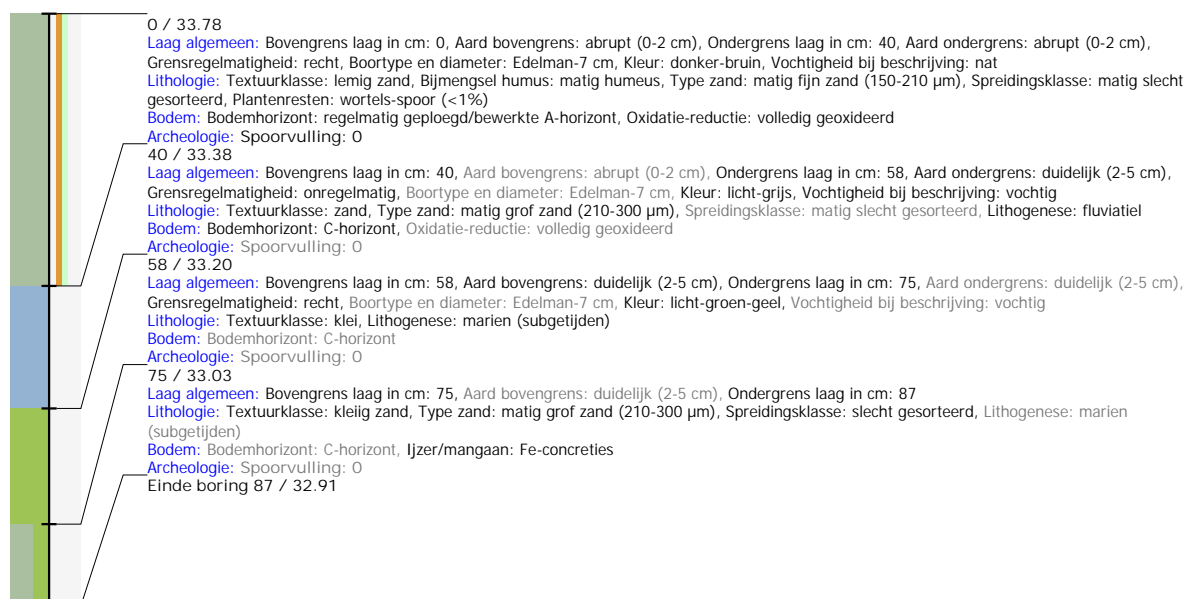 0 / 33.78
Laag algemeen: Bovengrens laag in cm: 0, Aard bovengrens: abrupt (0-2 cm), Ondergrens laag in cm: 40, Aard ondergrens: abrupt (0-2 cm),
Grensregelmatigheid: recht, Boortype en diameter: Edelman-7 cm, Kleur: donker-bruin, Vochtigheid bij beschrijving: nat
Lithologie: Textuurklasse: lemig zand, Bijmengsel humus: matig humeus, Type zand: matig fijn zand (150-210 µm), Spreidingsklasse: matig slecht
gesorteerd, Plantenresten: wortels-spoor (<1%)
Bodem: Bodemhorizont: regelmatig geploegd/bewerkte A-horizont, Oxidatie-reductie: volledig geoxideerd
Archeologie: Spoorvulling: 0
40 / 33.38
Laag algemeen: Bovengrens laag in cm: 40, Aard bovengrens: abrupt (0-2 cm), Ondergrens laag in cm: 58, Aard ondergrens: duidelijk (2-5 cm),
Grensregelmatigheid: onregelmatig, Boortype en diameter: Edelman-7 cm, Kleur: licht-grijs, Vochtigheid bij beschrijving: vochtig
Lithologie: Textuurklasse: zand, Type zand: matig grof zand (210-300 µm), Spreidingsklasse: matig slecht gesorteerd, Lithogenese: fluviatiel
Bodem: Bodemhorizont: C-horizont, Oxidatie-reductie: volledig geoxideerd
Archeologie: Spoorvulling: 0
58 / 33.20
Laag algemeen: Bovengrens laag in cm: 58, Aard bovengrens: duidelijk (2-5 cm), Ondergrens laag in cm: 75, Aard ondergrens: duidelijk (2-5 cm),
Grensregelmatigheid: recht, Boortype en diameter: Edelman-7 cm, Kleur: licht-groen-geel, Vochtigheid bij beschrijving: vochtig
Lithologie: Textuurklasse: klei, Lithogenese: marien (subgetijden)
Bodem: Bodemhorizont: C-horizont
Archeologie: Spoorvulling: 0
75 / 33.03
Laag algemeen: Bovengrens laag in cm: 75, Aard bovengrens: duidelijk (2-5 cm), Ondergrens laag in cm: 87
Lithologie: Textuurklasse: kleiig zand, Type zand: matig grof zand (210-300 µm), Spreidingsklasse: slecht gesorteerd, Lithogenese: marien
(subgetijden)
Bodem: Bodemhorizont: C-horizont, Ijzer/mangaan: Fe-concreties
Archeologie: Spoorvulling: 0
Einde boring 87 / 32.91